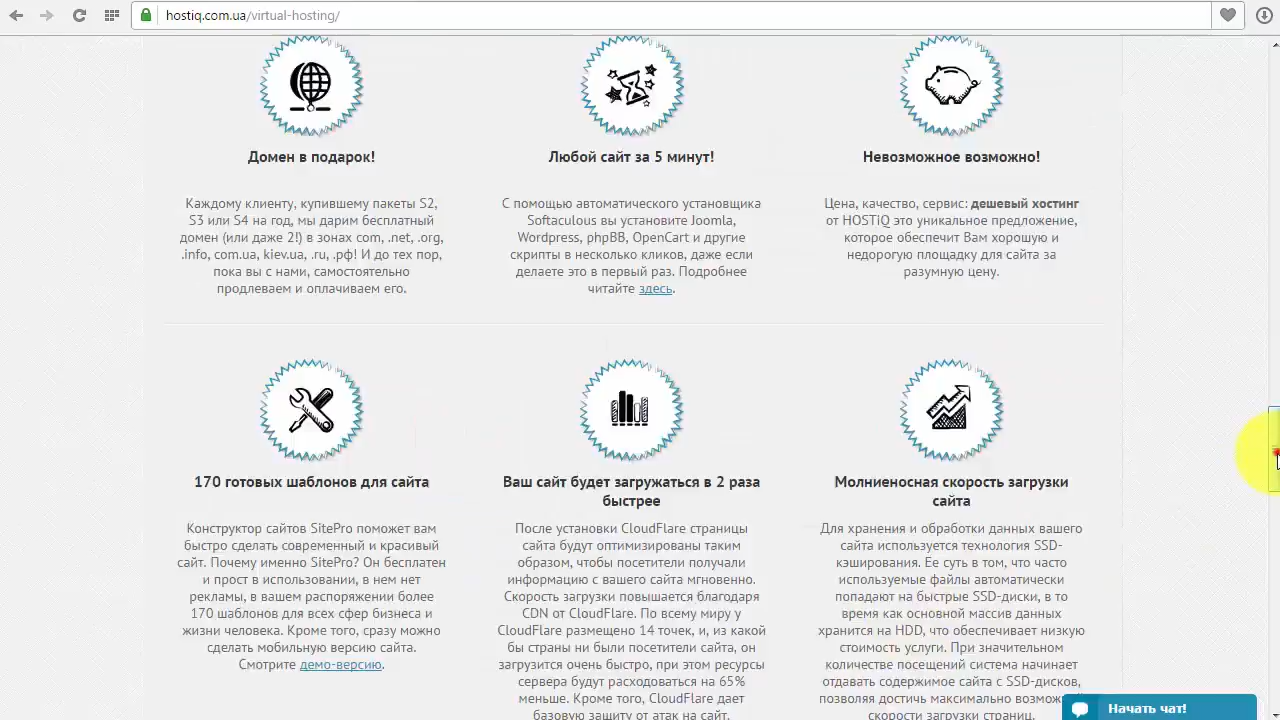 hostiq.com.ua/virtual-hosting/
Домен в подарок!
Каждому клиенту, купившему пакеты S2,
S3 или S4 на год, мы дарим бесплатный
домен (или даже 2!) в зонах com, .net, .org,
.info, com.ua, kiev.ua, .ru, .рф! И до тех пор,
пока вы с нами, самостоятельно
продлеваем и оплачиваем его.
Любой сайт за 5 минут!
С помощью автоматического установщика
Softaculous вы установите Joomla,
Wordpress, phpBB, OpenCart и другие
скрипты в несколько кликов, даже если
делаете это в первый раз. Подробнее
читайте здесь.
Невозможное возможно!
Цена, качество, сервис: дешевый хостинг
от HOSTiQ это уникальное предложение,
которое обеспечит Вам хорошую и
недорогую площадку для сайта за
разумную цену.
170 готовых шаблонов для сайта
Конструктор сайтов SitePro поможет вам
быстро сделать современный и красивый
сайт. Почему именно SitePro? Он бесплатен
и прост в использовании, в нем нет
рекламы, в вашем распоряжении более
170 шаблонов для всех сфер бизнеса и
жизни человека. Кроме того, сразу можно
сделать мобильную версию сайта.
Смотрите демо-версию.
Ваш сайт будет загружаться в 2 раза
быстрее
После установки CloudFlare страницы
сайта будут оптимизированы таким
образом, чтобы посетители получали
информацию с вашего сайта мгновенно.
Скорость загрузки повышается благодаря
CDN от CloudFlare. По всему миру у
CloudFlare размещено 14 точек, и, из какой
бы страны ни были посетители сайта, он
загрузится очень быстро, при этом ресурсы
сервера будут расходоваться на 65%
меньше. Кроме того, CloudFlare дает
базовую защиту от атак на сайт.
Молниеносная скорость загрузки
сайта
Для хранения и обработки данных вашего
сайта используется технология SSD-
кэширования. Ее суть в том, что часто
используемые файлы автоматически
попадают на быстрые SSD-диски, в то
время как основной массив данных
хранится на HDD, что обеспечивает низкую
стоимость услуги. При значительном
количестве посещений система начинает
отдавать содержимое сайта с SSD-дисков,
позволяя достичь максимально
скорости загрузки страниц.
Начать чат!